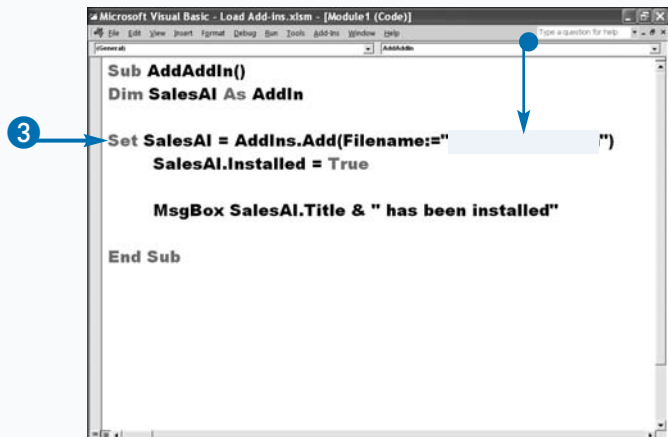 Microsoft Visual Basic - Load Add-Ins.xlsm - [Module1 (Code)]
File Edit View Insert Format Debug Run Tools Add-Ins Window Help
Type a question for help
(General)
AddAddIn
Sub AddAddIn()
Dim SalesAI As AddIn
3
Set SalesAI = AddIns.Add(Filename:=" ")
SalesAI.Installed = True
MsgBox SalesAI.Title & " has been installed"
End Sub